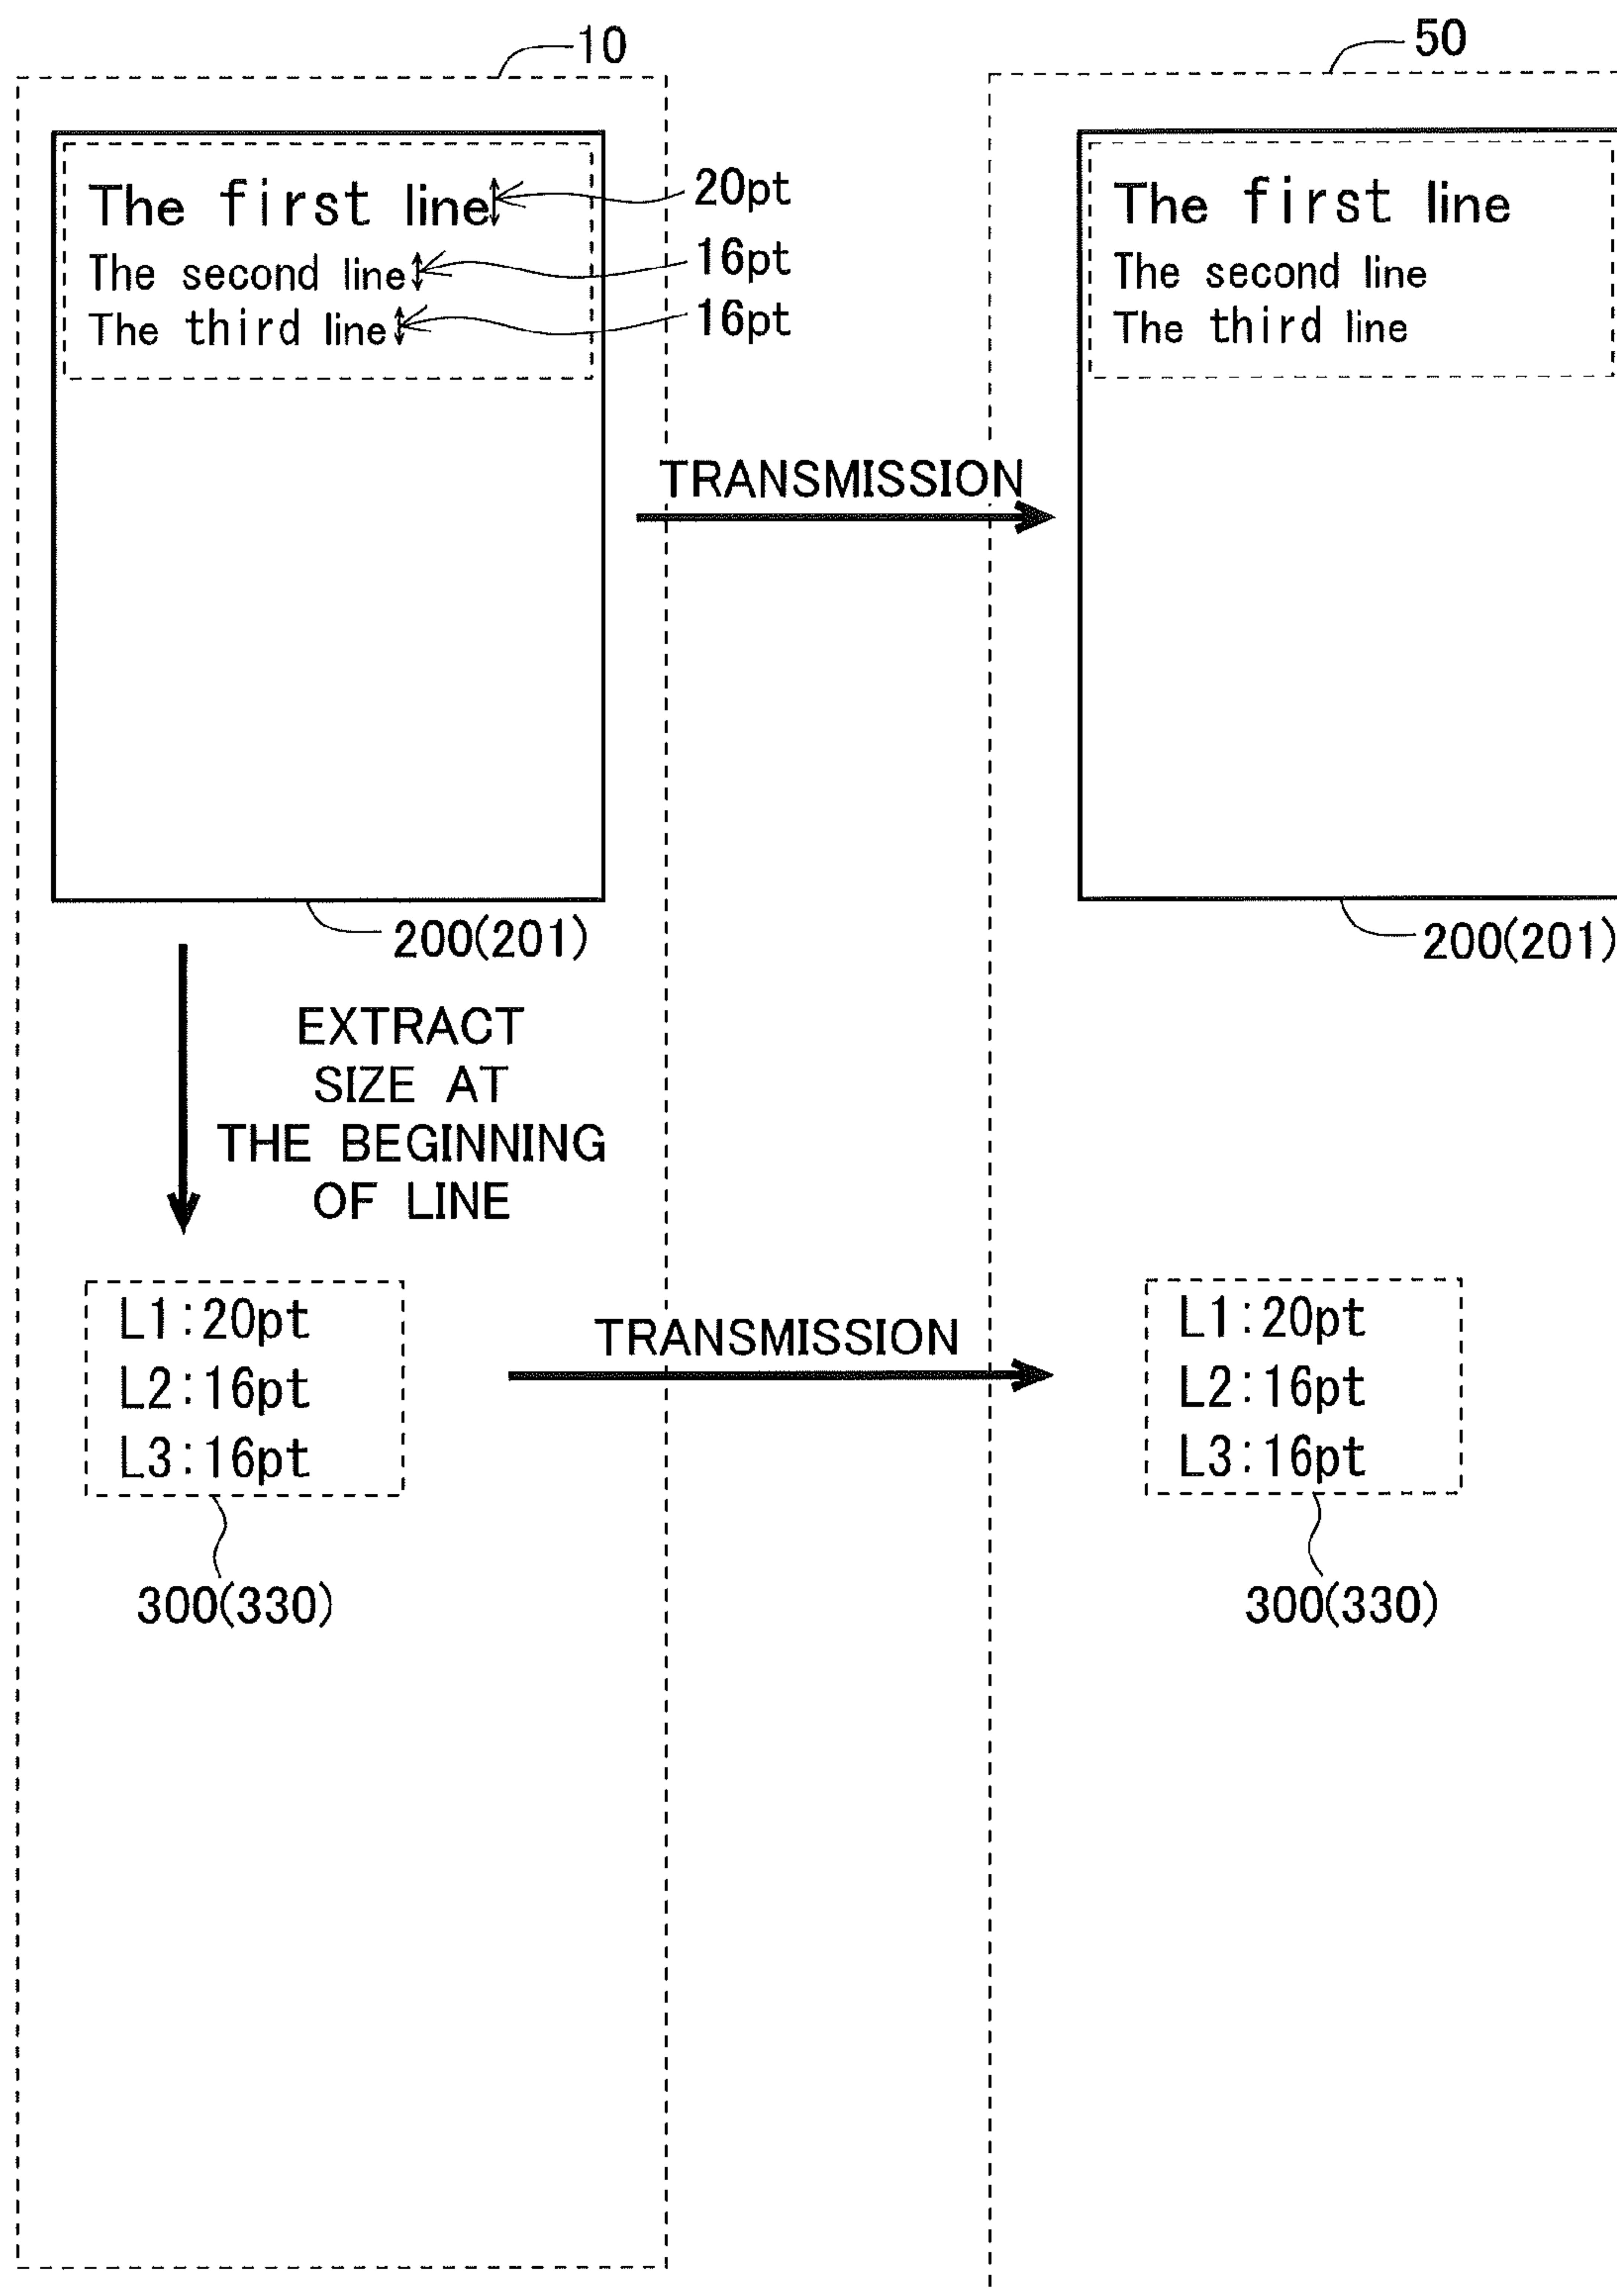 10
50
The first line
20pt
The first line
The second line
16pt
The second line
The third line
16pt
The third line
TRANSMISSION
200(201)
200(201)
EXTRACT
SIZE AT
THE BEGINNING
OF LINE
L1:20pt
L2:16pt
L3:16pt
TRANSMISSION
L1:20pt
L2:16pt
L3:16pt
300(330)
300(330)